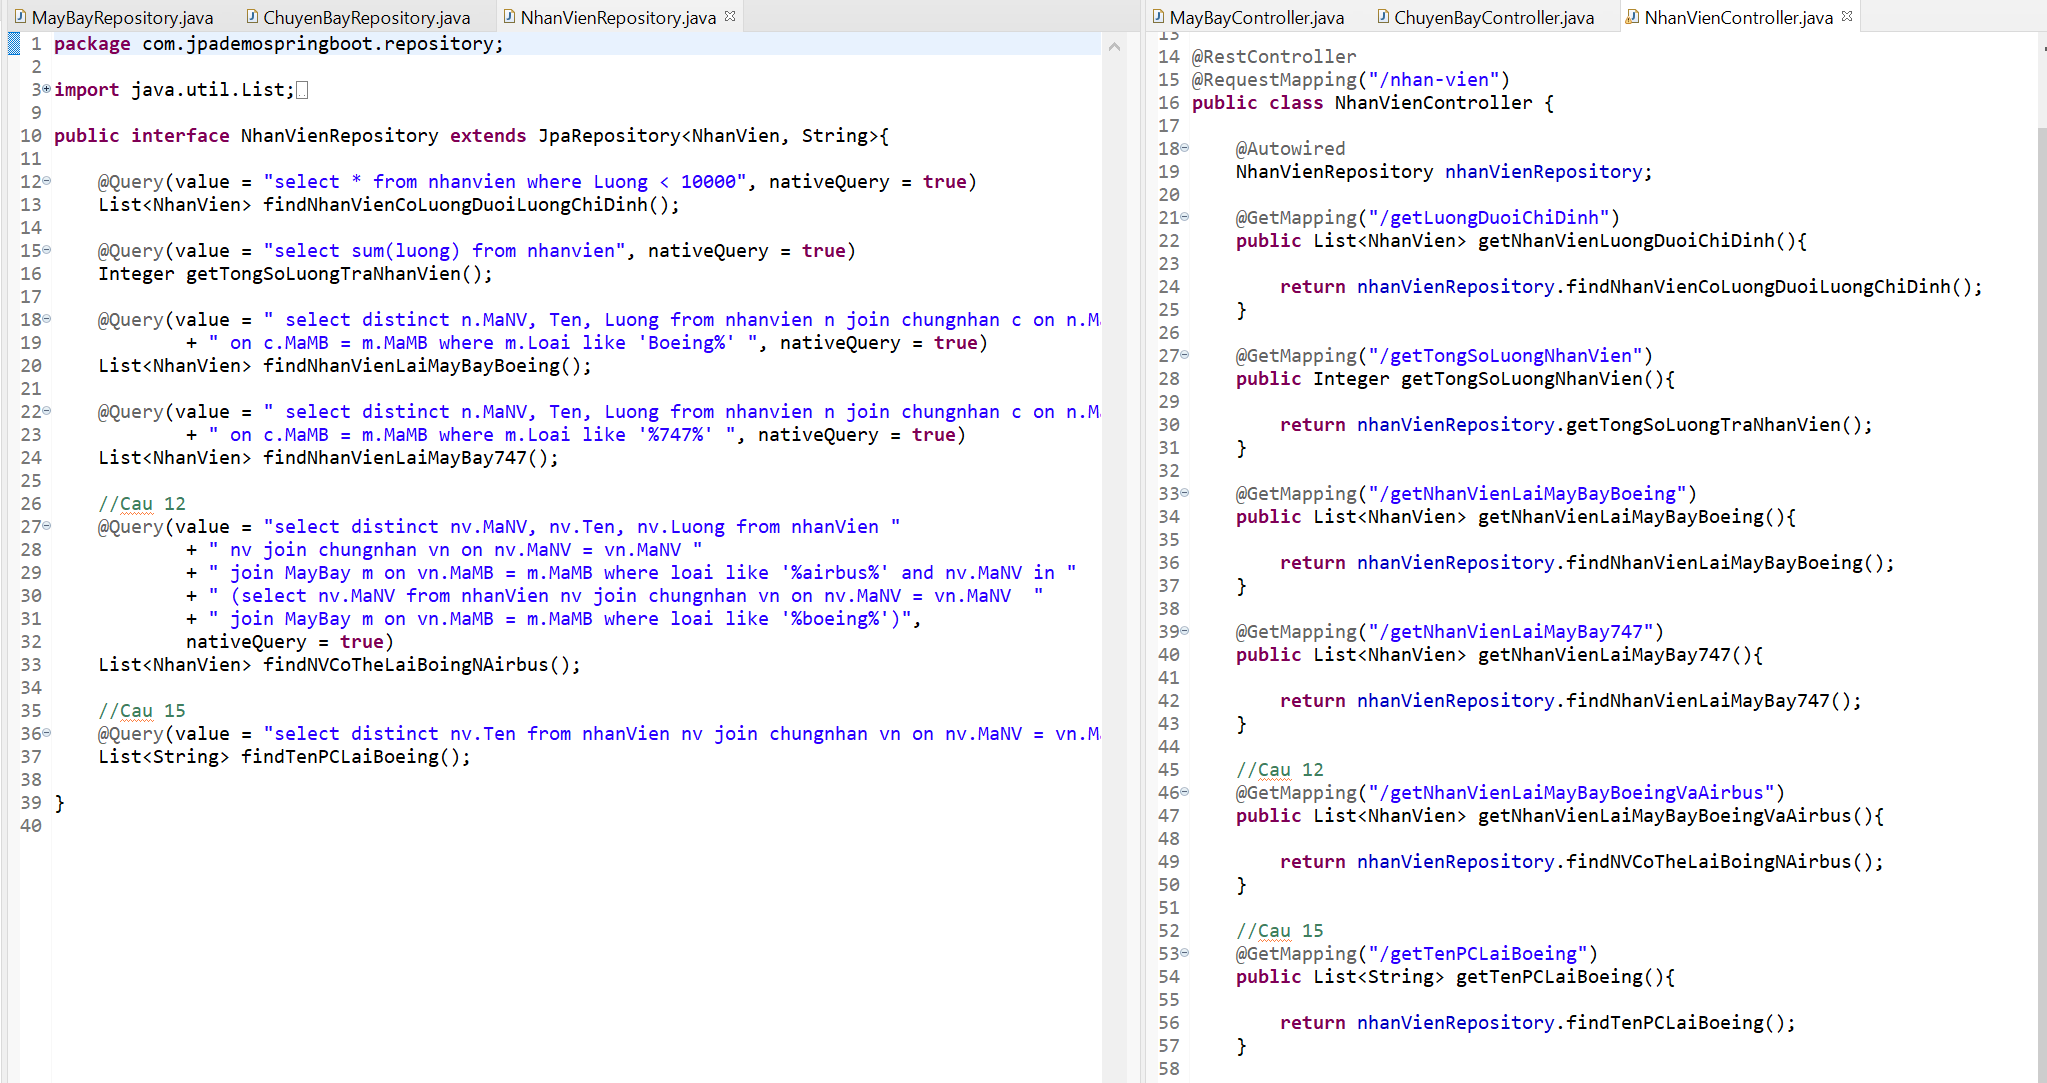 MayBayRepository.java ChuyenBayRepository.java NhanVienRepository.java
1 package com.jpademospringboot.repository;
2
3 import java.util.List;
9
10 public interface NhanVienRepository extends JpaRepository<NhanVien, String>{
11
12 @Query(value = "select * from nhanvien where Luong < 10000", nativeQuery = true)
13 List<NhanVien> findNhanVienCoLuongDuoiLuongChiDinh();
14
15 @Query(value = "select sum(luong) from nhanvien", nativeQuery = true)
16 Integer getTongSoLuongTraNhanVien();
17
18 @Query(value = " select distinct n.MaNV, Ten, Luong from nhanvien n join chungnhan c on n.M
19 + " on c.MaMB = m.MaMB where m.Loai like 'Boeing%' ", nativeQuery = true)
20 List<NhanVien> findNhanVienLaiMayBayBoeing();
21
22 @Query(value = " select distinct n.MaNV, Ten, Luong from nhanvien n join chungnhan c on n.M
23 + " on c.MaMB = m.MaMB where m.Loai like '%747%' ", nativeQuery = true)
24 List<NhanVien> findNhanVienLaiMayBay747();
25
26 //Cau 12
27 @Query(value = "select distinct nv.MaNV, nv.Ten, nv.Luong from nhanVien "
28 + " nv join chungnhan vn on nv.MaNV = vn.MaNV "
29 + " join MayBay m on vn.MaMB = m.MaMB where loai like '%airbus%' and nv.MaNV in "
30 + " (select nv.MaNV from nhanVien nv join chungnhan vn on nv.MaNV = vn.MaNV  "
31 + " join MayBay m on vn.MaMB = m.MaMB where loai like '%boeing%')",
32 nativeQuery = true)
33 List<NhanVien> findNVCoTheLaiBoingNAirbus();
34
35 //Cau 15
36 @Query(value = "select distinct nv.Ten from nhanVien nv join chungnhan vn on nv.MaNV = vn.M
37 List<String> findTenPCLaiBoeing();
38
39 }
40
MayBayController.java ChuyenBayController.java NhanVienController.java
13
14 @RestController
15 @RequestMapping("/nhan-vien")
16 public class NhanVienController {
17
18 @Autowired
19 NhanVienRepository nhanVienRepository;
20
21 @GetMapping("/getLuongDuoiChiDinh")
22 public List<NhanVien> getNhanVienLuongDuoiChiDinh(){
23
24 return nhanVienRepository.findNhanVienCoLuongDuoiLuongChiDinh();
25 }
26
27 @GetMapping("/getTongSoLuongNhanVien")
28 public Integer getTongSoLuongNhanVien(){
29
30 return nhanVienRepository.getTongSoLuongTraNhanVien();
31 }
32
33 @GetMapping("/getNhanVienLaiMayBayBoeing")
34 public List<NhanVien> getNhanVienLaiMayBayBoeing(){
35
36 return nhanVienRepository.findNhanVienLaiMayBayBoeing();
37 }
38
39 @GetMapping("/getNhanVienLaiMayBay747")
40 public List<NhanVien> getNhanVienLaiMayBay747(){
41
42 return nhanVienRepository.findNhanVienLaiMayBay747();
43 }
44
45 //Cau 12
46 @GetMapping("/getNhanVienLaiMayBayBoeingVaAirbus")
47 public List<NhanVien> getNhanVienLaiMayBayBoeingVaAirbus(){
48
49 return nhanVienRepository.findNVCoTheLaiBoingNAirbus();
50 }
51
52 //Cau 15
53 @GetMapping("/getTenPCLaiBoeing")
54 public List<String> getTenPCLaiBoeing(){
55
56 return nhanVienRepository.findTenPCLaiBoeing();
57 }
58